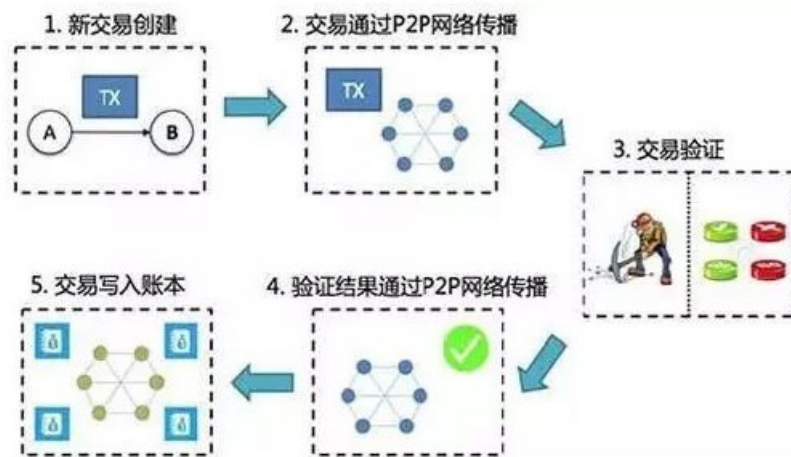 1. 新交易创建
TX
A
B
2. 交易通过P2P网络传播
TX
3. 交易验证
4. 验证结果通过P2P网络传播
5. 交易写入账本